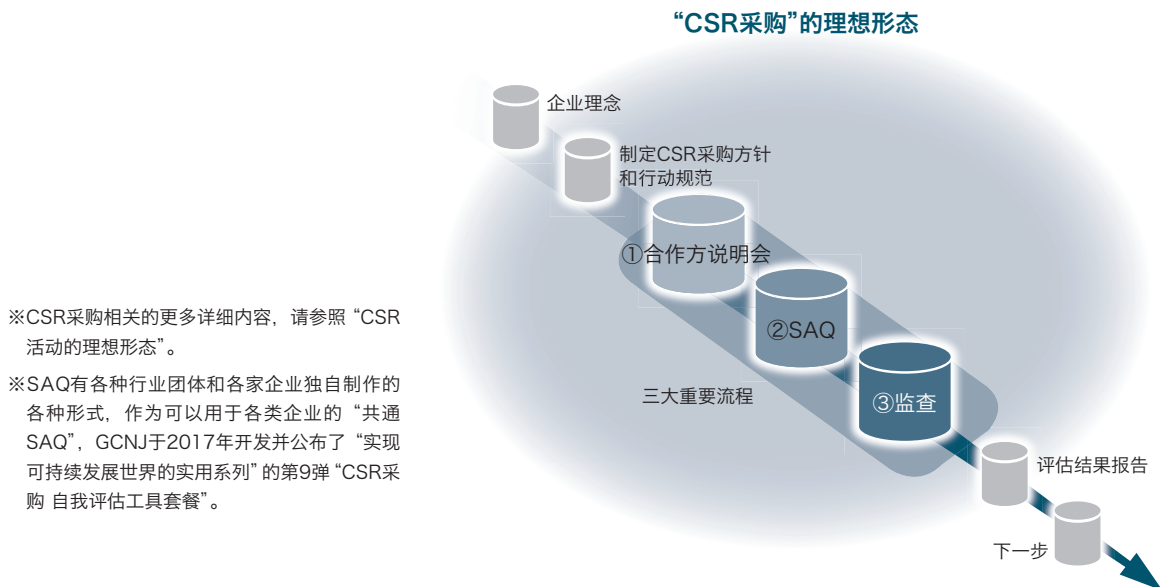 “CSR采购”的理想形态
企业理念
制定CSR采购方针
和行动规范
①合作方说明会
②SAQ
三大重要流程
③监查
评估结果报告
下一步
※CSR采购相关的更多详细内容，请参照“CSR
活动的理想形态”。
※SAQ有各种行业团体和各家企业独自制作的
各种形式，作为可以用于各类企业的“共通
SAQ”，GCNJ于2017年开发并公布了“实现
可持续发展世界的实用系列”的第9弹“CSR采
购 自我评估工具套餐”。